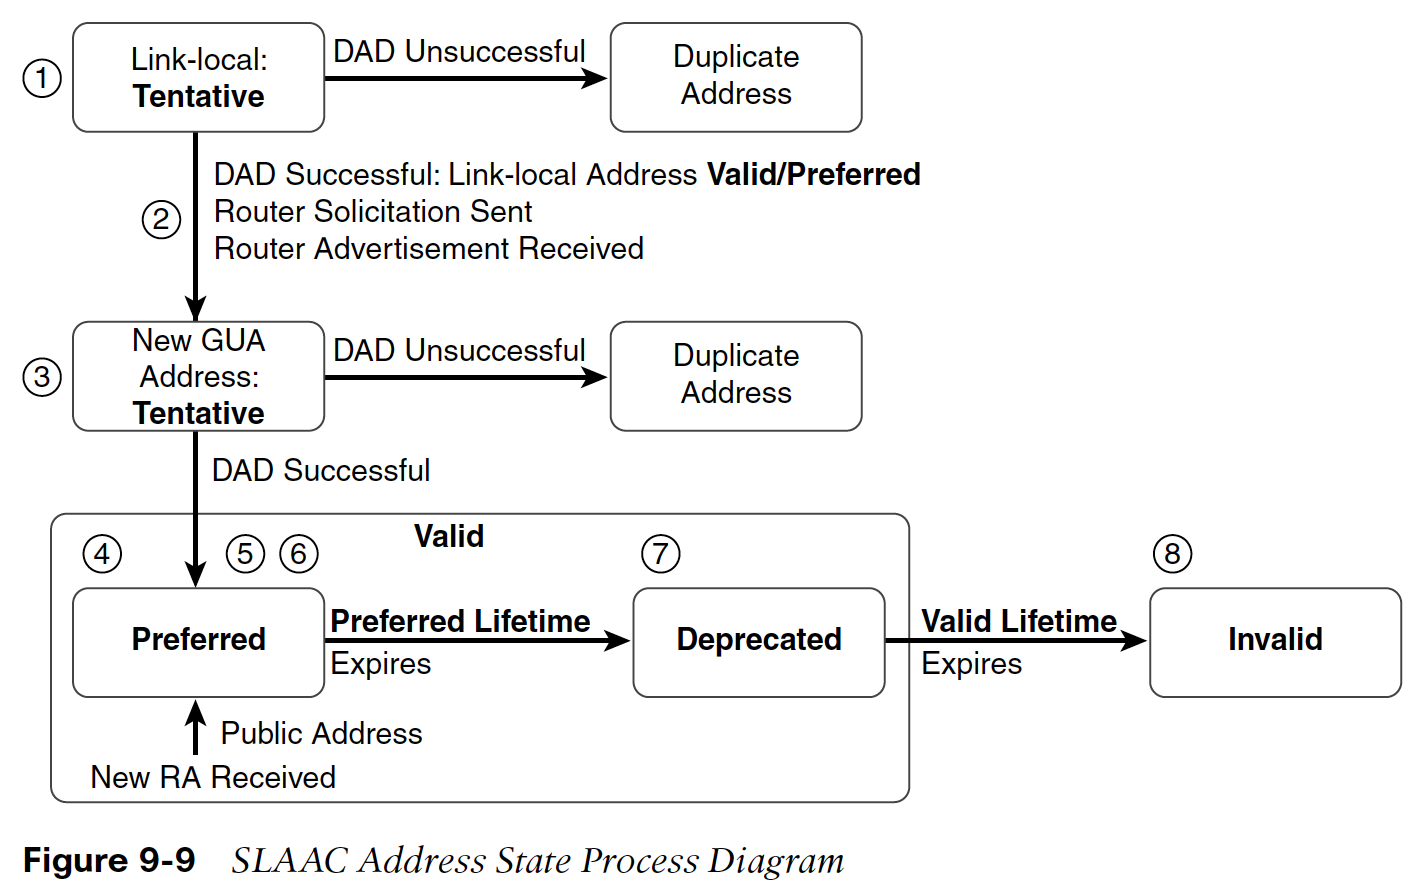 1
Link-local:
Tentative
DAD Unsuccessful
Duplicate
Address
2
DAD Successful: Link-local Address Valid/Preferred
Router Solicitation Sent
Router Advertisement Received
3
New GUA
Address:
Tentative
DAD Unsuccessful
Duplicate
Address
DAD Successful
Valid
4
5
6
7
8
Preferred
Preferred Lifetime
Expires
Deprecated
Valid Lifetime
Expires
Invalid
Public Address
New RA Received
Figure 9-9 SLAAC Address State Process Diagram